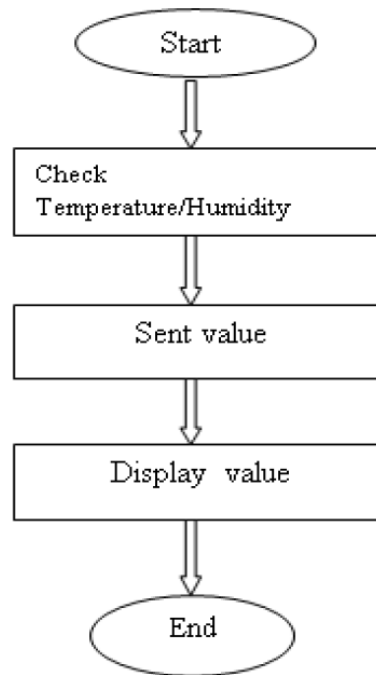 Start
Check
Temperature/Humidity
Sent value
Display value
End